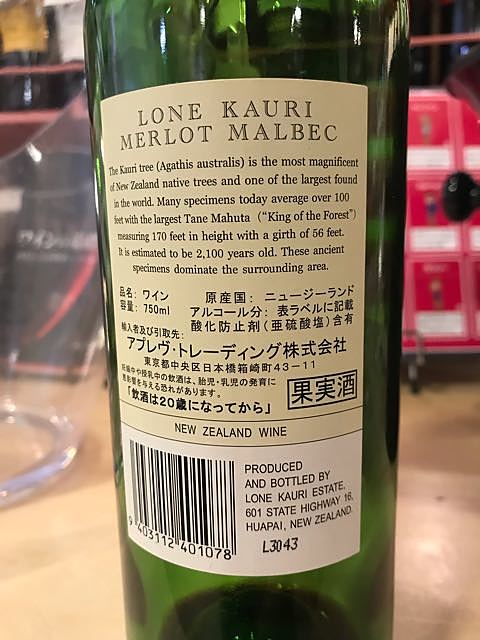 LONE KAURI
MERLOT MALBEC
The Kauri tree (Agathis australis) is the most magnificent
of New Zealand native trees and one of the largest found
in the world. Many specimens today average over 100
feet with the largest Tane Mahuta ("King of the Forest")
measuring 170 feet in height with a girth of 56 feet.
It is estimated to be 2,100 years old. These ancient
specimens dominate the surrounding area.
品名: ワイン 原産国: ニュージーランド
容量: 750ml アルコール分: 表ラベルに記載
酸化防止剤(亜硫酸塩)含有
輸入者及び引取先:
アプレヴ・トレーディング株式会社
東京都中央区日本橋箱崎町43-11
妊娠中や授乳中の飲酒は、胎児・乳児の発育に
悪影響を与える恐れがあります。
「飲酒は20歳になってから」
果実酒
NEW ZEALAND WINE
PRODUCED
AND BOTTLED BY
LONE KAURI ESTATE.
601 STATE HIGHWAY 16,
HUAPAI, NEW ZEALAND.
9 403112 401078
L3043